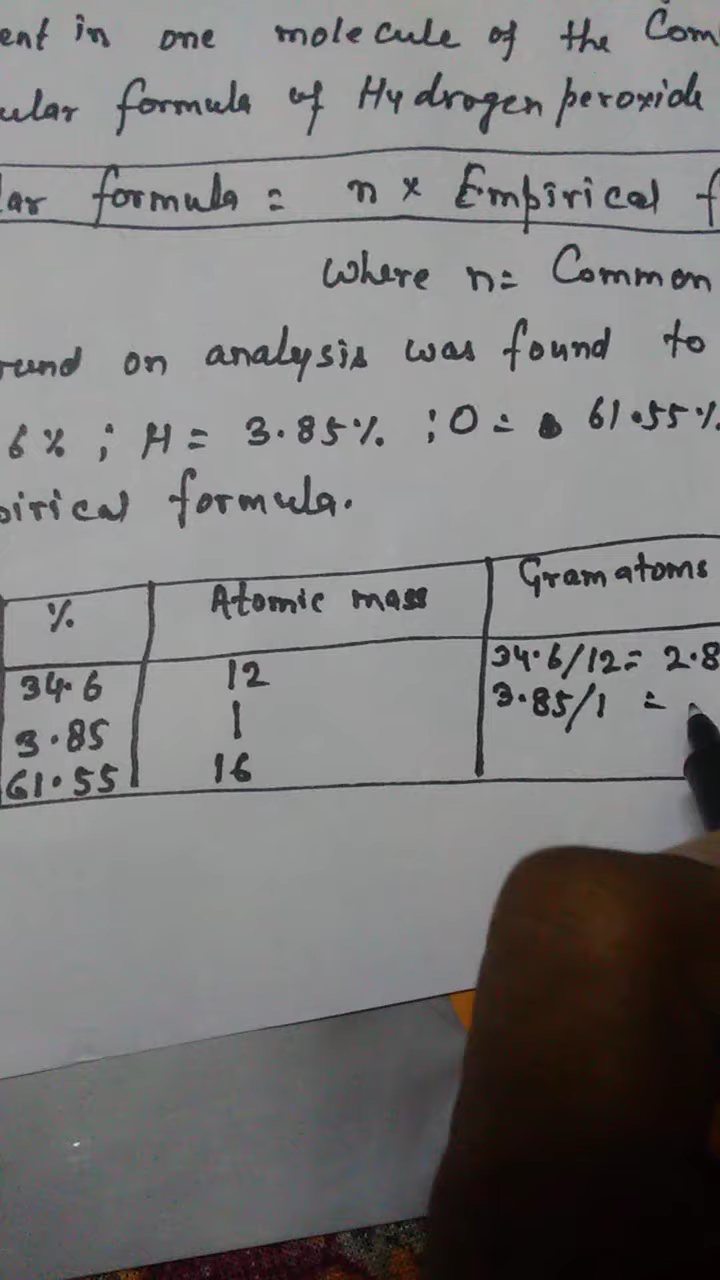 ent in one molecule of the Com
ular formula of Hydrogen peroxide
lar formula = n × Empirical f
where n = Common
ound on analysis was found to
6% ; H = 3.85% ; O = 61.55%
pirical formula.
% Atomic mass Gram atoms
34.6 12 34.6/12 = 2.8
3.85 1 3.85/1 =
61.55 16